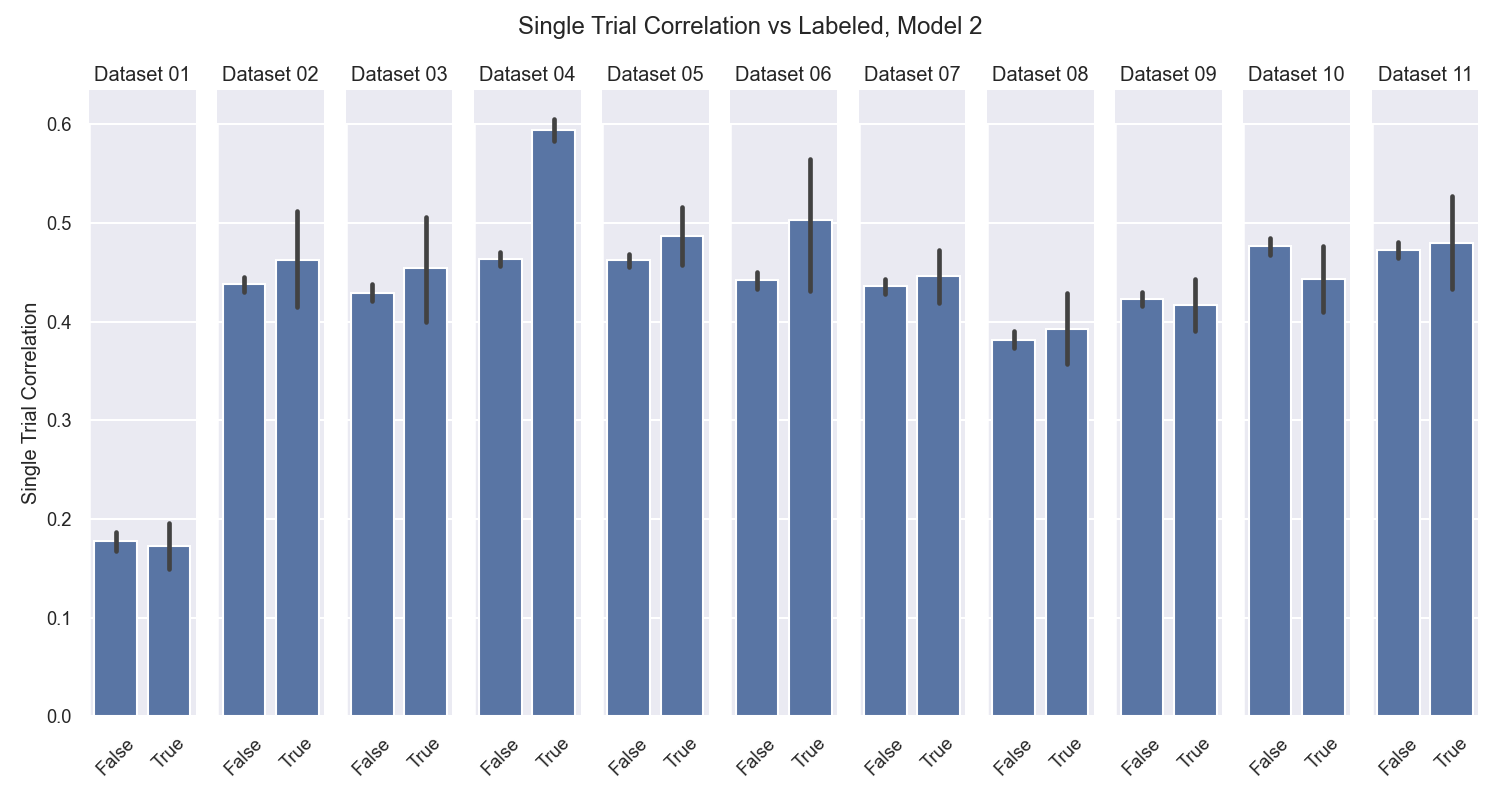 Single Trial Correlation vs Labeled, Model 2
Dataset 01 Dataset 02 Dataset 03 Dataset 04 Dataset 05 Dataset 06 Dataset 07 Dataset 08 Dataset 09 Dataset 10 Dataset 11
Single Trial Correlation
0.6
0.5
0.4
0.3
0.2
0.1
0.0
False True False True False True False True False True False True False True False True False True False True False True